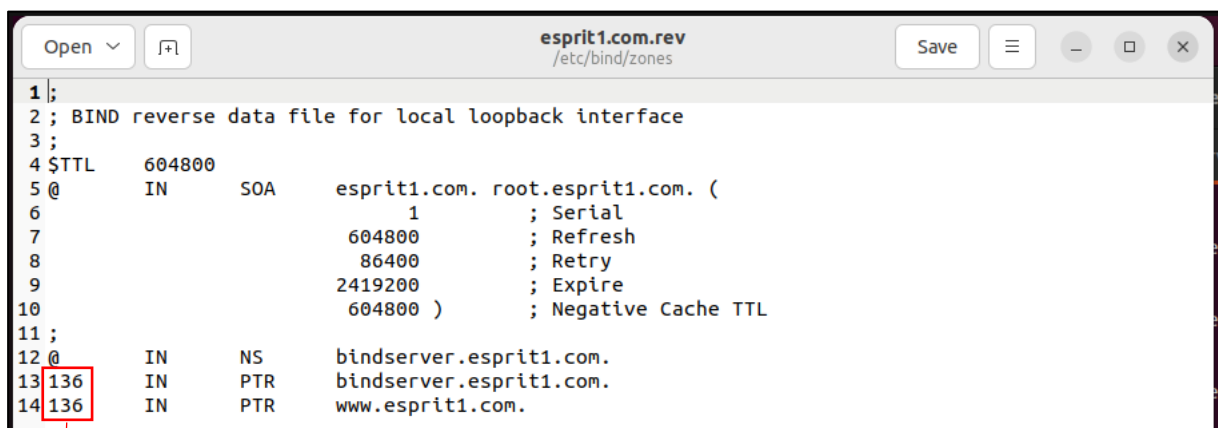 Open
esprit1.com.rev
/etc/bind/zones
Save
1 ;
2 ; BIND reverse data file for local loopback interface
3 ;
4 $TTL 604800
5 @ IN SOA esprit1.com. root.esprit1.com. (
6 1 ; Serial
7 604800 ; Refresh
8 86400 ; Retry
9 2419200 ; Expire
10 604800 ) ; Negative Cache TTL
11 ;
12 @ IN NS bindserver.esprit1.com.
13 136 IN PTR bindserver.esprit1.com.
14 136 IN PTR www.esprit1.com.